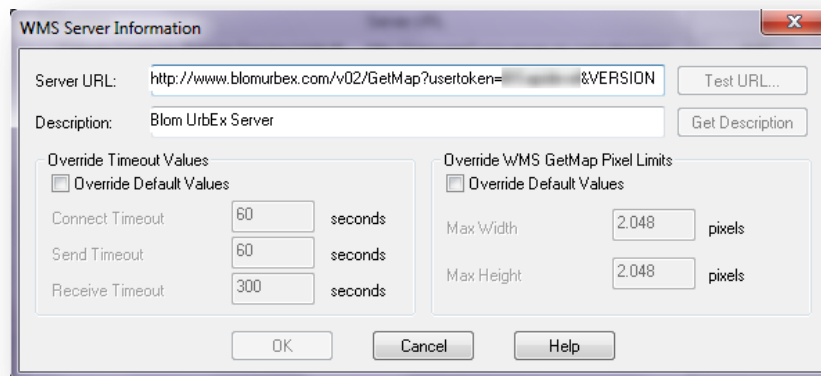 WMS Server Information
Server URL: http://www.blomurbex.com/v02/GetMap?usertoken= &VERSION Test URL...
Description: Blom UrbEx Server Get Description
Override Timeout Values Override WMS GetMap Pixel Limits
Override Default Values Override Default Values
Connect Timeout 60 seconds Max Width 2.048 pixels
Send Timeout 60 seconds Max Height 2.048 pixels
Receive Timeout 300 seconds
OK Cancel Help